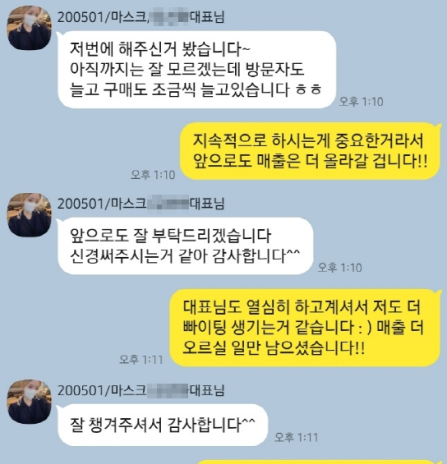 200501/마스크, 대표님
저번에 해주신거 봤습니다~
아직까지는 잘 모르겠는데 방문자도
늘고 구매도 조금씩 늘고있습니다 ㅎㅎ
오후 1:10
지속적으로 하시는게 중요한거라서
앞으로도 매출은 더 올라갈 겁니다!!
오후 1:10
200501/마스크 대표님
앞으로도 잘 부탁드리겠습니다
신경써주시는거 같아 감사합니다^^
오후 1:10
대표님도 열심히 하고계셔서 저도 더
빠이팅 생기는거 같습니다 : ) 매출 더
오르실 일만 남으셨습니다!!
오후 1:11
200501/마스크 대표님
잘 챙겨주셔서 감사합니다^^
오후 1:11